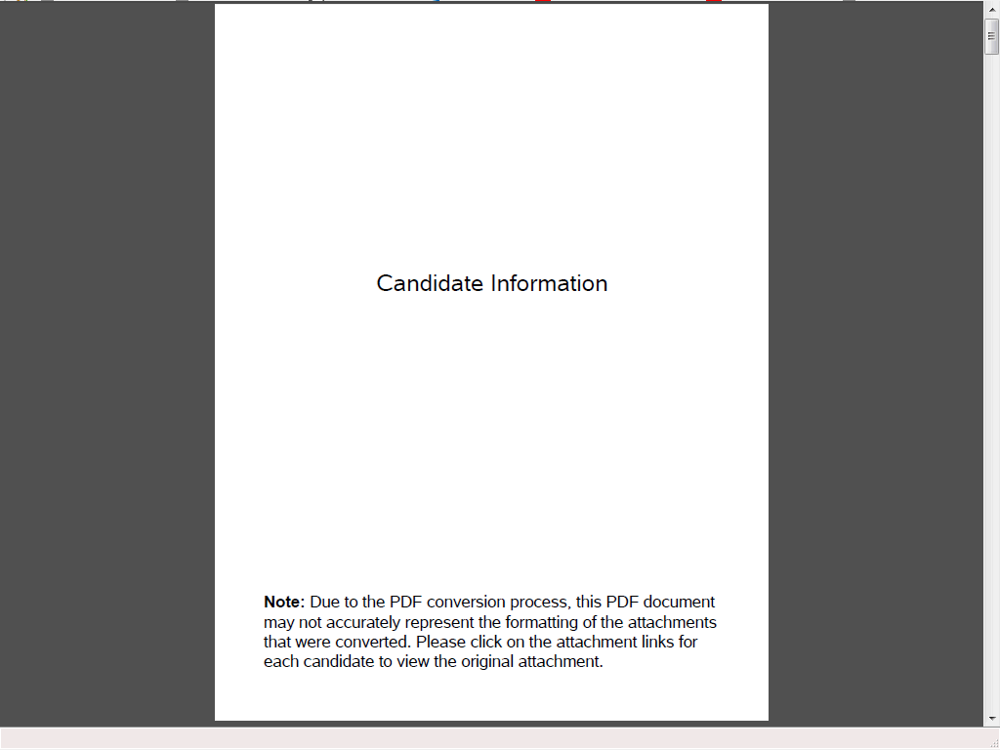 Candidate Information
Note: Due to the PDF conversion process, this PDF document
may not accurately represent the formatting of the attachments
that were converted. Please click on the attachment links for
each candidate to view the original attachment.